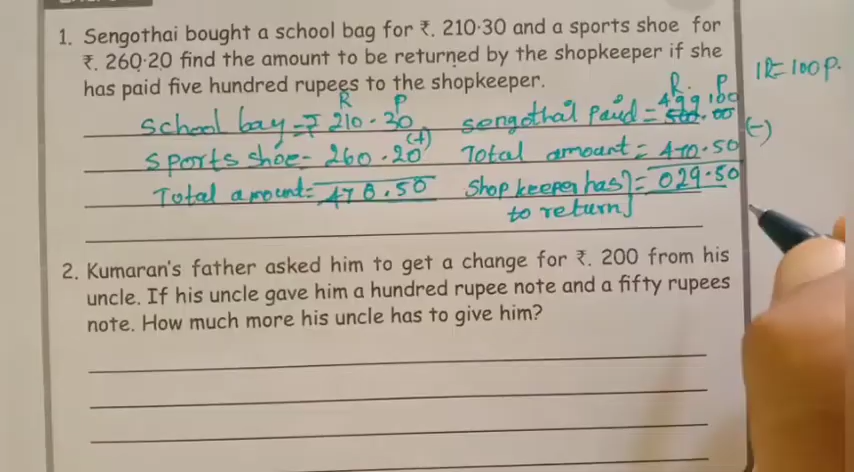 1. Sengothai bought a school bag for ₹. 210·30 and a sports shoe for
₹. 260·20 find the amount to be returned by the shopkeeper if she
has paid five hundred rupees to the shopkeeper.
1R=100P.
R P
school bay = ₹ 210.30
sports shoe - 260.20 (+)
Total amount = 470.50
R. P
499 100
sengothai paid = 500.00
Total amount = 470.50 (-)
Shop keeper has] = 029.50
to return]
2. Kumaran's father asked him to get a change for ₹. 200 from his
uncle. If his uncle gave him a hundred rupee note and a fifty rupees
note. How much more his uncle has to give him?